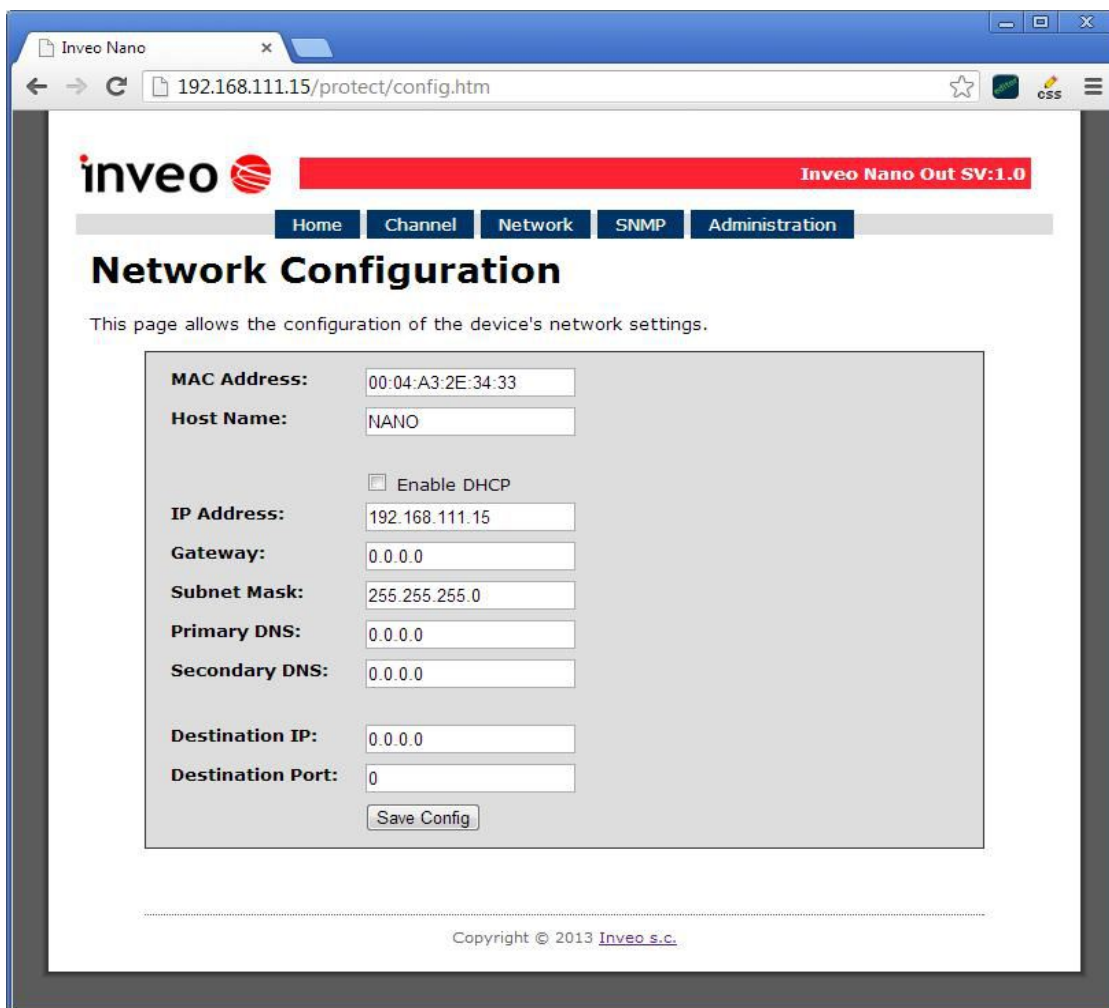 Inveo Nano
192.168.111.15/protect/config.htm
editor
css
inveo
Inveo Nano Out SV:1.0
Home Channel Network SNMP Administration
Network Configuration
This page allows the configuration of the device's network settings.
MAC Address: 00:04:A3:2E:34:33
Host Name: NANO
Enable DHCP
IP Address: 192.168.111.15
Gateway: 0.0.0.0
Subnet Mask: 255.255.255.0
Primary DNS: 0.0.0.0
Secondary DNS: 0.0.0.0
Destination IP: 0.0.0.0
Destination Port: 0
Save Config
Copyright © 2013 Inveo s.c.